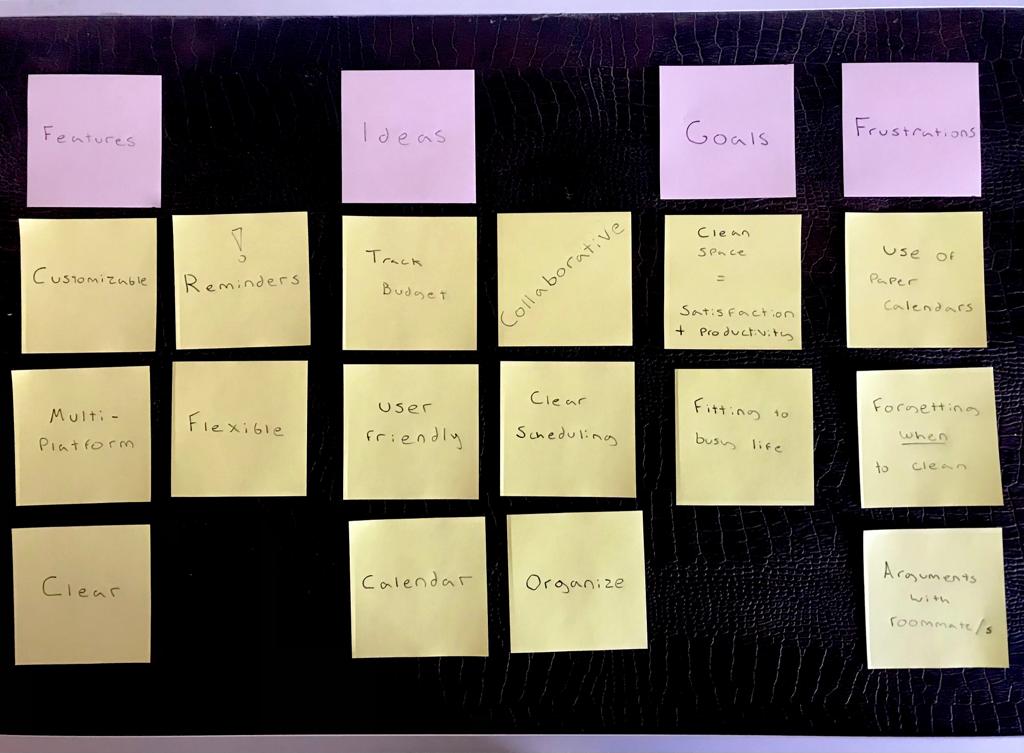 Features
Ideas
Goals
Frustrations
Customizable
!
Reminders
Track
Budget
Collaborative
Clean
space
=
Satisfaction
+ Productivity
Use of
Paper
Calendars
Multi-
Platform
Flexible
User
Friendly
Clear
Scheduling
Fitting to
busy life
Forgetting
when
to clean
Clear
Calendar
Organize
Arguments
with
roommate/s